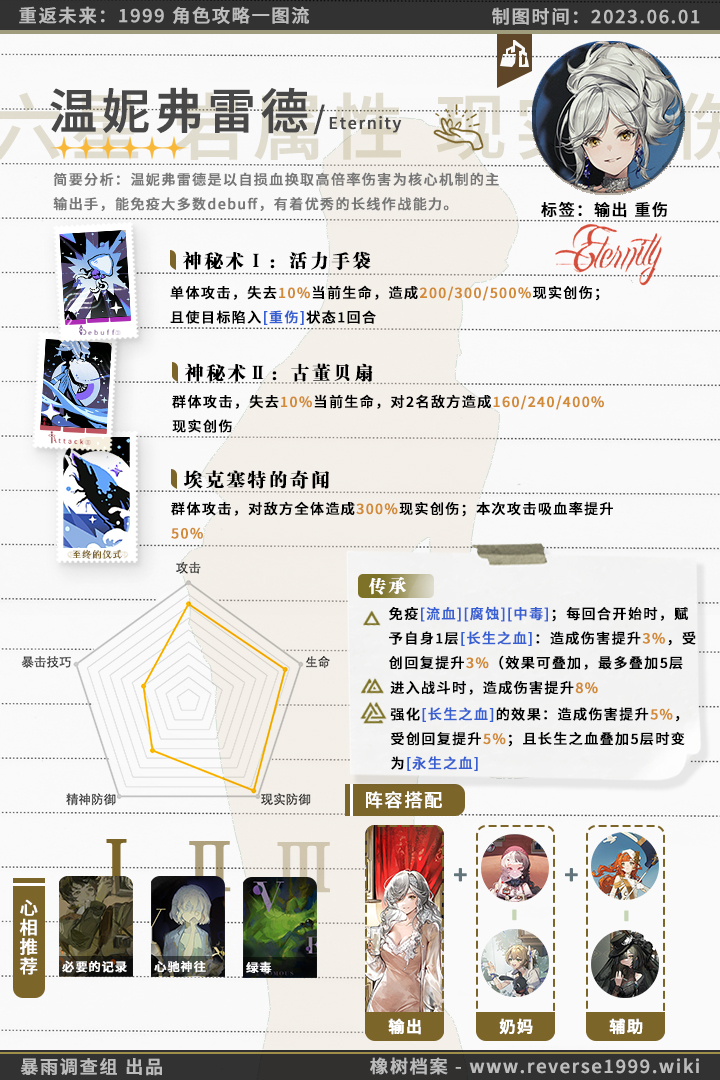 重返未来：1999 角色攻略一图流
制图时间：2023.06.01
温妮弗雷德/Eternity
简要分析：温妮弗雷德是以自损血换取高倍率伤害为核心机制的主
输出手，能免疫大多数debuff，有着优秀的长线作战能力。
标签：输出 重伤
Eternity
神秘术Ⅰ：活力手袋
单体攻击，失去10%当前生命，造成200/300/500%现实创伤；
且使目标陷入[重伤]状态1回合
Debuff
神秘术Ⅱ：古董贝扇
群体攻击，失去10%当前生命，对2名敌方造成160/240/400%
现实创伤
Attack
埃克塞特的奇闻
群体攻击，对敌方全体造成300%现实创伤；本次攻击吸血率提升
50%
至终的仪式
攻击
生命
现实防御
精神防御
暴击技巧
传承
免疫[流血][腐蚀][中毒]；每回合开始时，赋
予自身1层[长生之血]：造成伤害提升3%，受
创回复提升3%（效果可叠加，最多叠加5层
进入战斗时，造成伤害提升8%
强化[长生之血]的效果：造成伤害提升5%，
受创回复提升5%；且长生之血叠加5层时变
为[永生之血]
阵容搭配
输出
+
奶妈
+
辅助
心相推荐
Ⅰ
Ⅱ
Ⅲ
必要的记录
心驰神往
绿毒
暴雨调查组 出品
橡树档案 - www.reverse1999.wiki